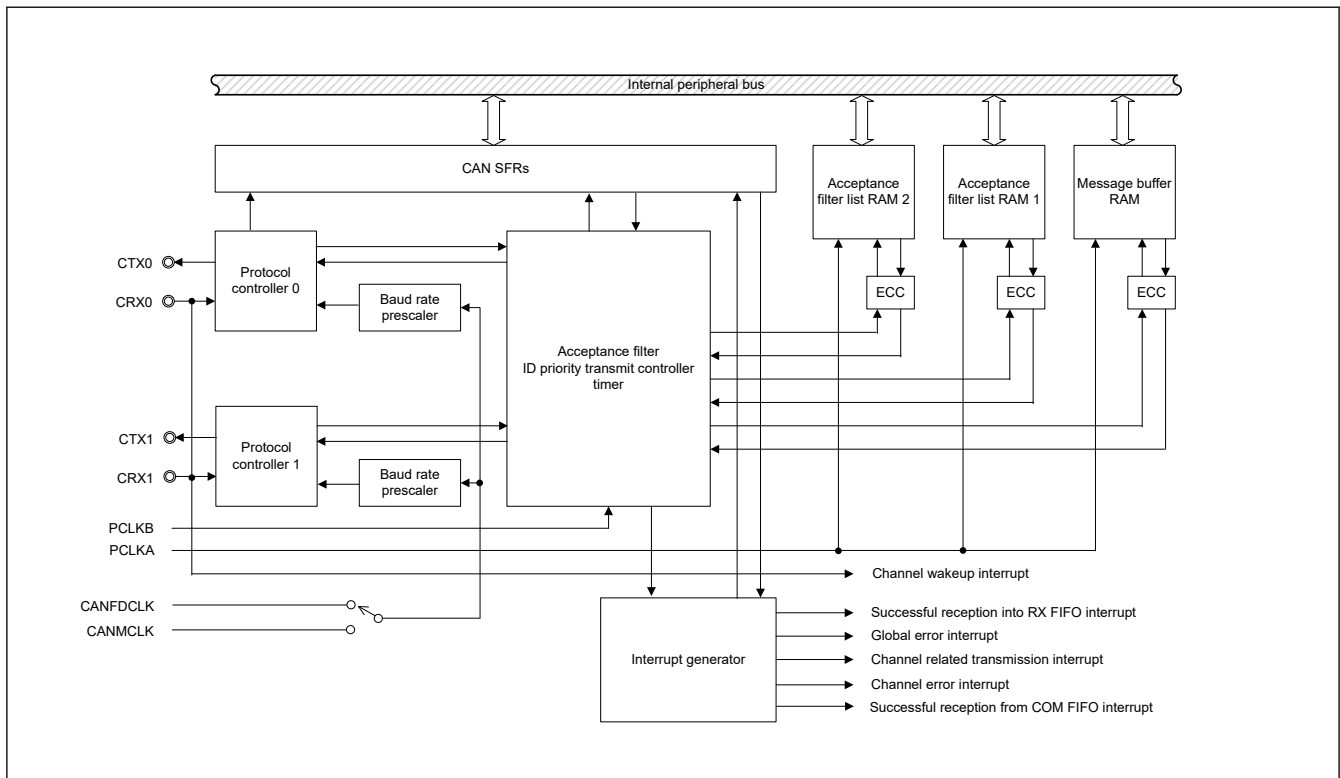 Internal peripheral bus
CAN SFRs
Acceptance
filter list RAM 2
Acceptance
filter list RAM 1
Message buffer
RAM
CTX0
CRX0
Protocol
controller 0
Baud rate
prescaler
ECC
ECC
ECC
Acceptance filter
ID priority transmit controller
timer
CTX1
CRX1
Protocol
controller 1
Baud rate
prescaler
PCLKB
PCLKA
Channel wakeup interrupt
CANFDCLK
CANMCLK
Interrupt generator
Successful reception into RX FIFO interrupt
Global error interrupt
Channel related transmission interrupt
Channel error interrupt
Successful reception from COM FIFO interrupt